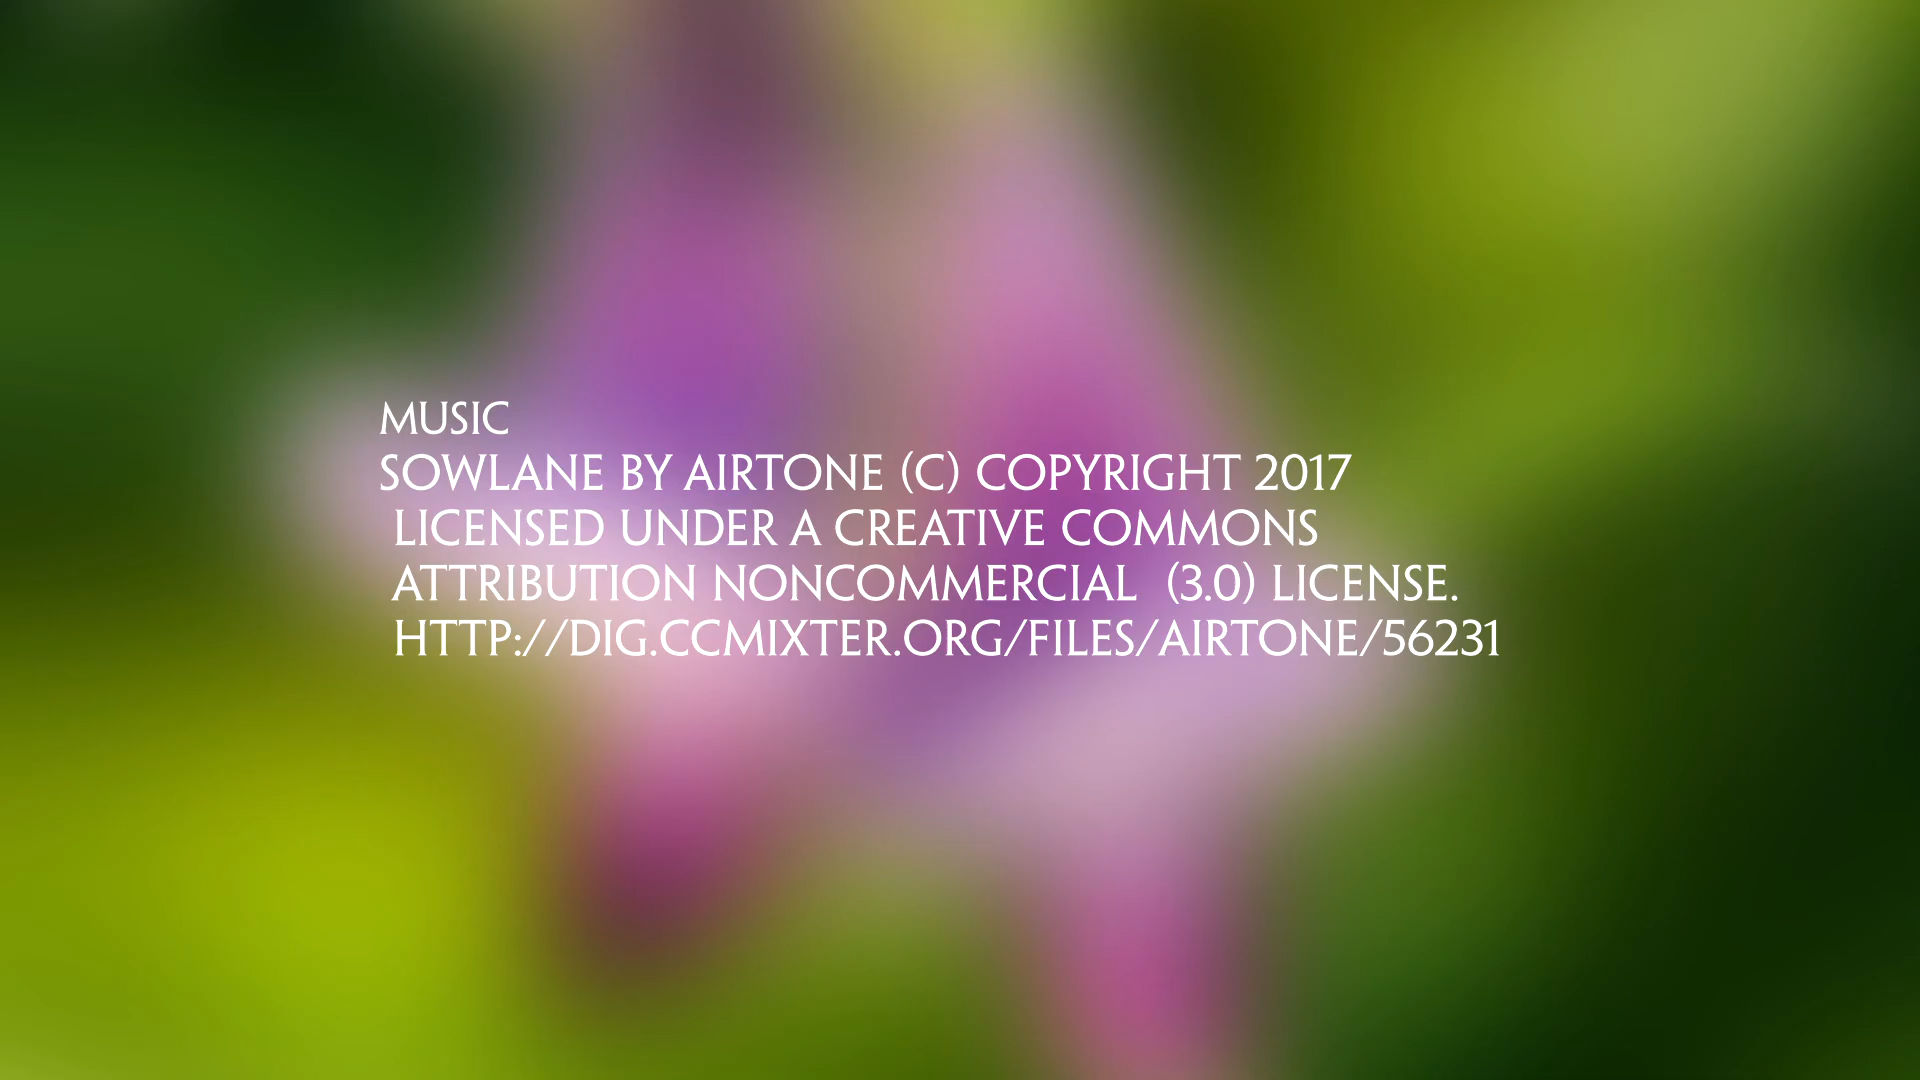 MUSIC
SOWLANE BY AIRTONE (C) COPYRIGHT 2017
LICENSED UNDER A CREATIVE COMMONS
ATTRIBUTION NONCOMMERCIAL  (3.0) LICENSE.
HTTP://DIG.CCMIXTER.ORG/FILES/AIRTONE/56231